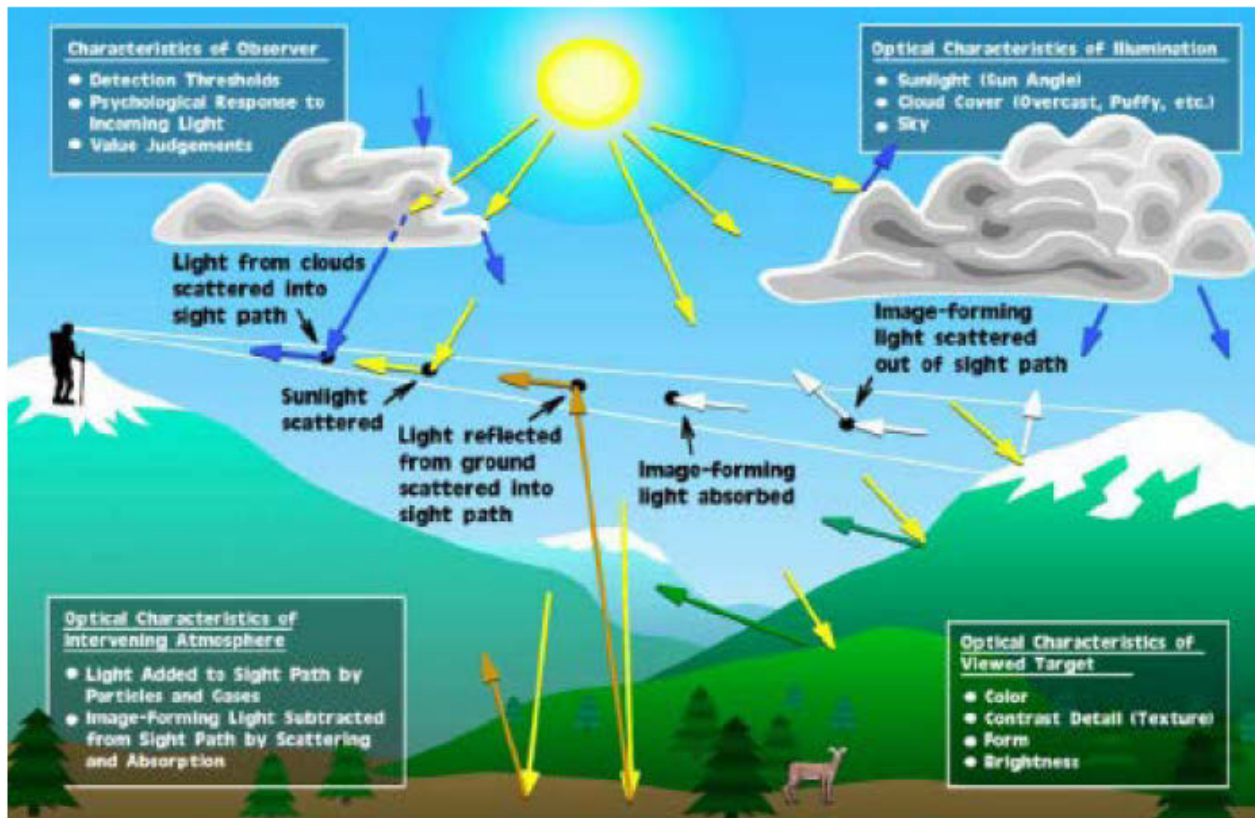 Characteristics of Observer
● Detection Thresholds
● Psychological Response to
Incoming Light
● Value Judgements
Optical Characteristics of Illumination
● Sunlight (Sun Angle)
● Cloud Cover (Overcast, Puffy, etc.)
● Sky
Light from clouds
scattered into
sight path
Sunlight
scattered
Light reflected
from ground
scattered into
sight path
Image-forming
light absorbed
Image-forming
light scattered
out of sight path
Optical Characteristics of
Intervening Atmosphere
● Light Added to Sight Path by
Particles and Gases
● Image-Forming Light Subtracted
from Sight Path by Scattering
and Absorption
Optical Characteristics of
Viewed Target
● Color
● Contrast Detail (Texture)
● Form
● Brightness